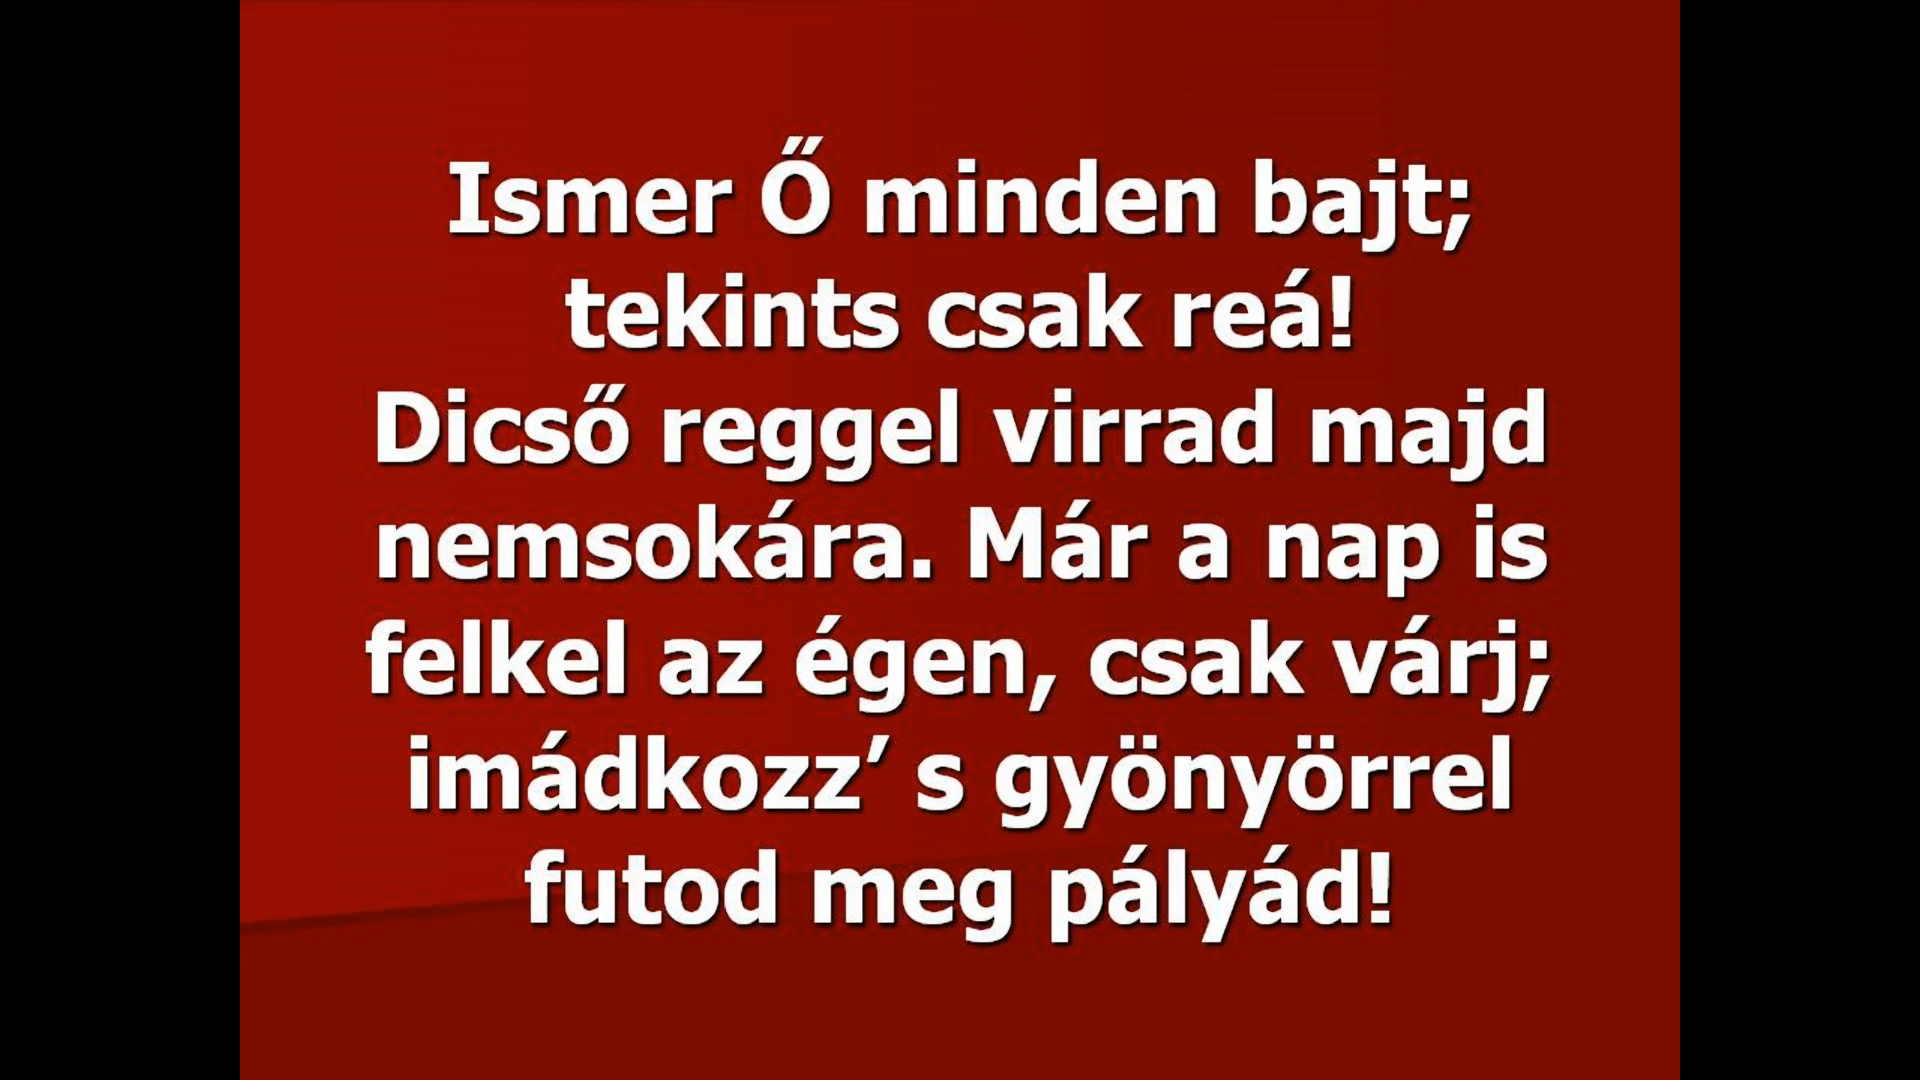 Ismer Ő minden bajt;
tekints csak reá!
Dicső reggel virrad majd
nemsokára. Már a nap is
felkel az égen, csak várj;
imádkozz’ s gyönyörrel
futod meg pályád!